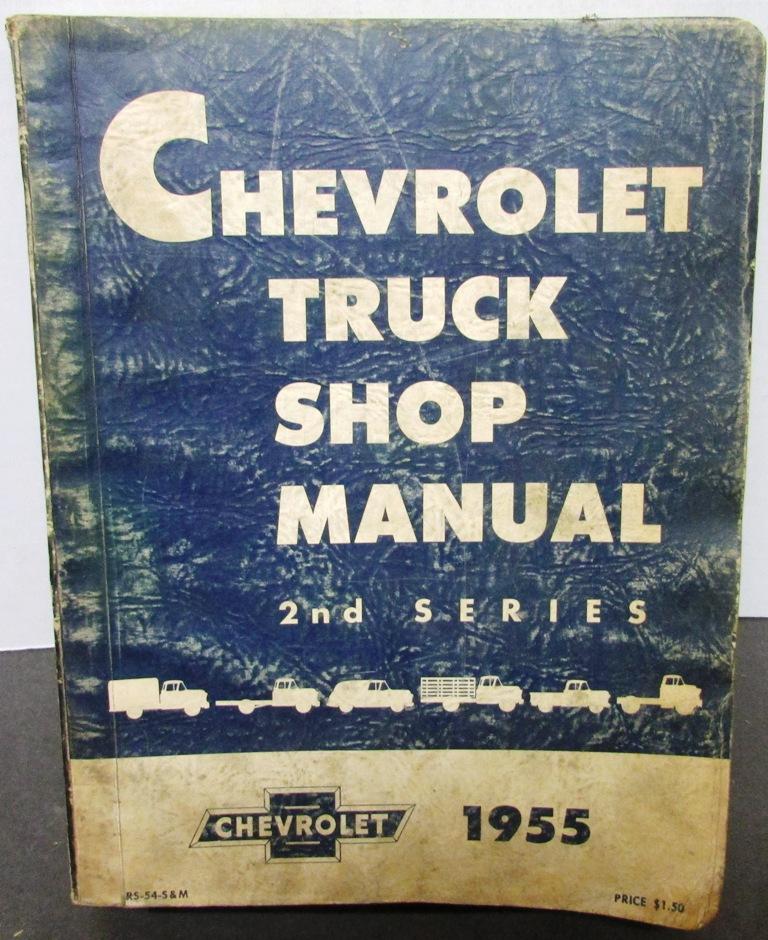 CHEVROLET
TRUCK
SHOP
MANUAL
2nd SERIES
CHEVROLET
1955
RS-54-S&M
PRICE $1.50